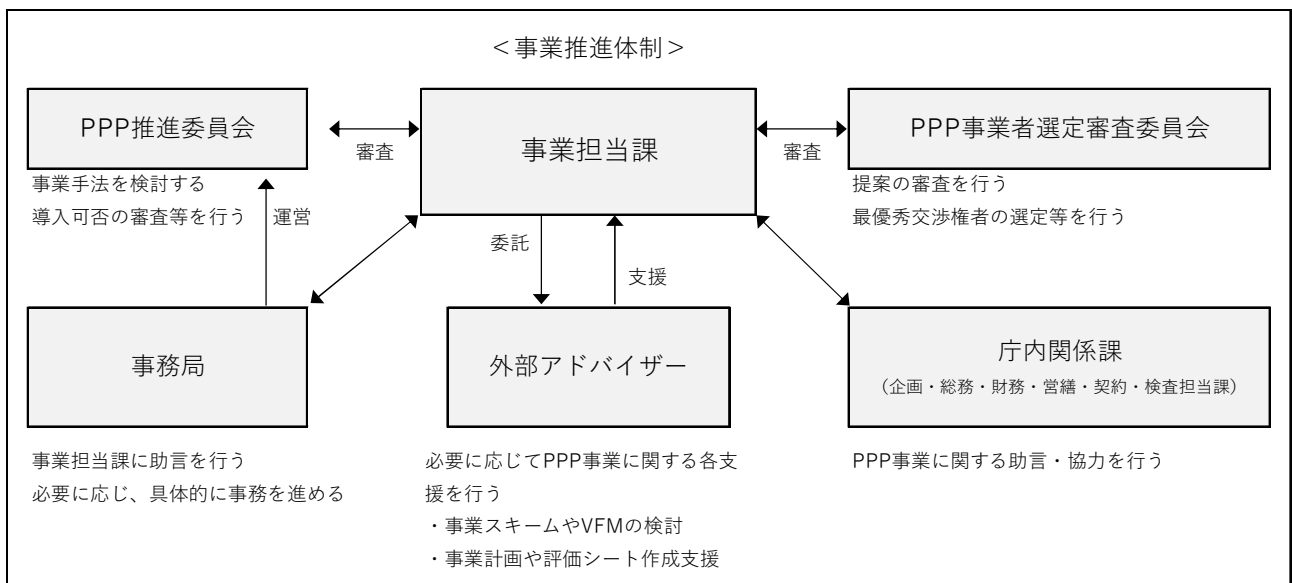 ＜事業推進体制＞
PPP推進委員会
審査
事業担当課
審査
PPP事業者選定審査委員会
事業手法を検討する
導入可否の審査等を行う
運営
提案の審査を行う
最優秀交渉権者の選定等を行う
委託
支援
事務局
外部アドバイザー
庁内関係課
（企画・総務・財務・営繕・契約・検査担当課）
事業担当課に助言を行う
必要に応じ、具体的に事務を進める
必要に応じてPPP事業に関する各支
援を行う
・事業スキームやVFMの検討
・事業計画や評価シート作成支援
PPP事業に関する助言・協力を行う